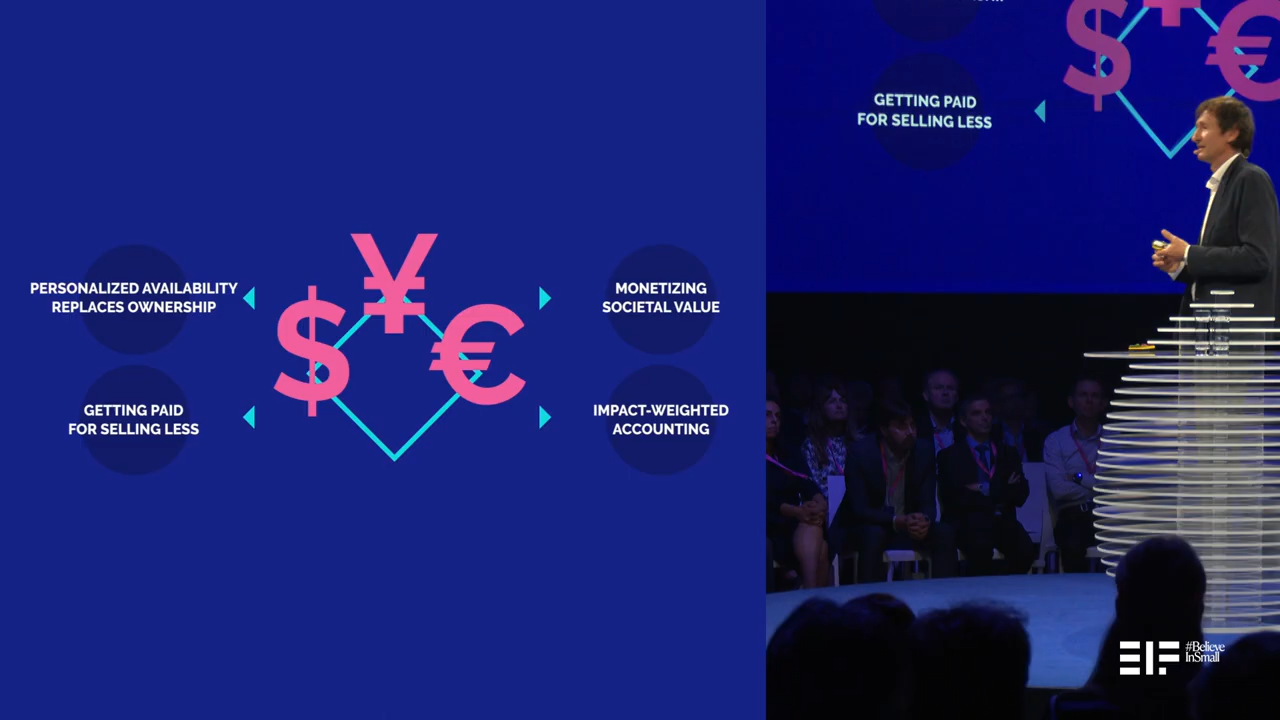 PERSONALIZED AVAILABILITY
REPLACES OWNERSHIP
GETTING PAID
FOR SELLING LESS
$
¥
€
MONETIZING
SOCIETAL VALUE
IMPACT-WEIGHTED
ACCOUNTING
GETTING PAID
FOR SELLING LESS
$
€
EIF
#Believe
InSmall